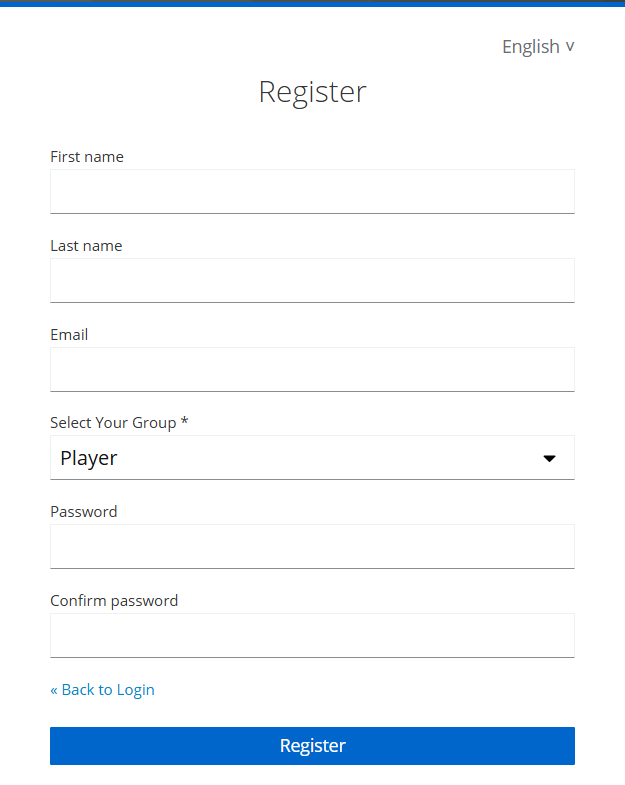 English v
Register
First name
Last name
Email
Select Your Group *
Player
Password
Confirm password
« Back to Login
Register